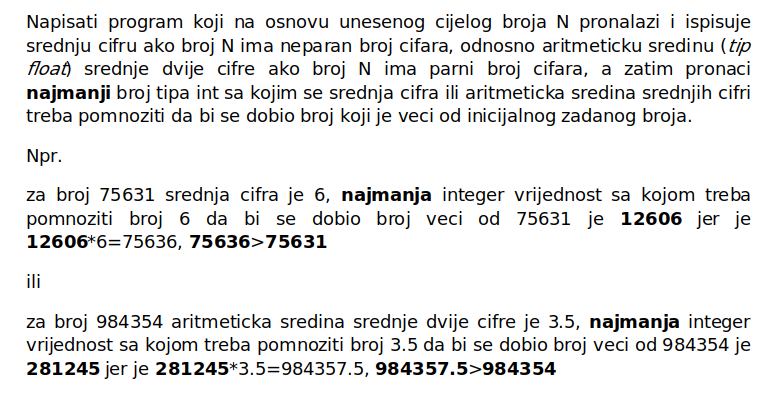 Napisati program koji na osnovu unesenog cijelog broja N pronalazi i ispisuje
srednju cifru ako broj N ima neparan broj cifara, odnosno aritmeticku sredinu (tip
float) srednje dvije cifre ako broj N ima parni broj cifara, a zatim pronaci
najmanji broj tipa int sa kojim se srednja cifra ili aritmeticka sredina srednjih cifri
treba pomnoziti da bi se dobio broj koji je veci od inicijalnog zadanog broja.
Npr.
za broj 75631 srednja cifra je 6, najmanja integer vrijednost sa kojom treba
pomnoziti broj 6 da bi se dobio broj veci od 75631 je 12606 jer je
12606*6=75636, 75636>75631
ili
za broj 984354 aritmeticka sredina srednje dvije cifre je 3.5, najmanja integer
vrijednost sa kojom treba pomnoziti broj 3.5 da bi se dobio broj veci od 984354 je
281245 jer je 281245*3.5=984357.5, 984357.5>984354